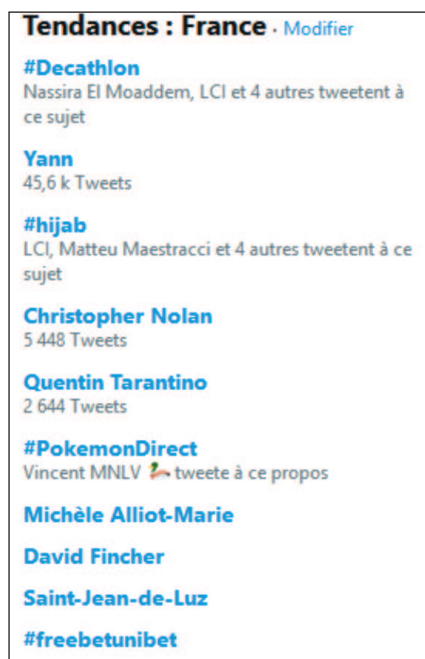 Tendances : France · Modifier
#Decathlon
Nassira El Moaddem, LCI et 4 autres tweetent à
ce sujet
Yann
45,6 k Tweets
#hijab
LCI, Matteu Maestracci et 4 autres tweetent à ce
sujet
Christopher Nolan
5 448 Tweets
Quentin Tarantino
2 644 Tweets
#PokemonDirect
Vincent MNLV tweete à ce propos
Michèle Alliot-Marie
David Fincher
Saint-Jean-de-Luz
#freebetunibet